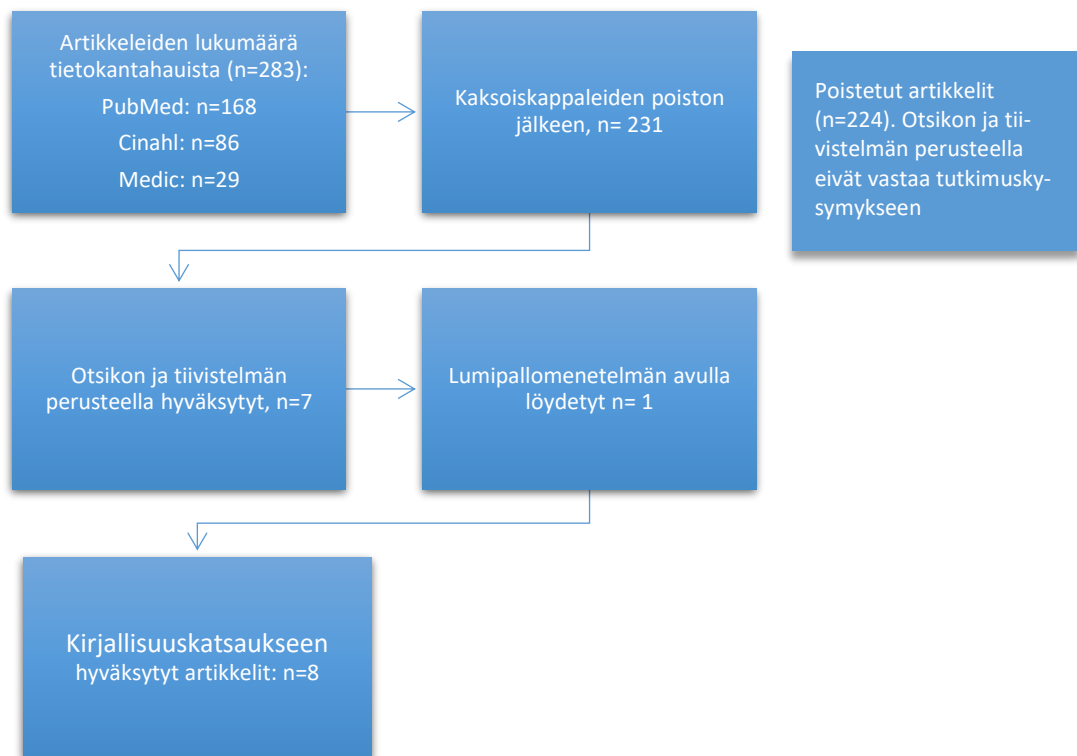 Artikkeleiden lukumäärä
tietokantahauista (n=283):
PubMed: n=168
Cinahl: n=86
Medic: n=29
Kaksoiskappaleiden poiston
jälkeen, n= 231
Poistetut artikkelit
(n=224). Otsikon ja tii-
vistelmän perusteella
eivät vastaa tutkimusky-
symykseen
Otsikon ja tiivistelmän
perusteella hyväksytyt, n=7
Lumipallomenetelmän avulla
löydetyt n= 1
Kirjallisuuskatsaukseen
hyväksytyt artikkelit: n=8